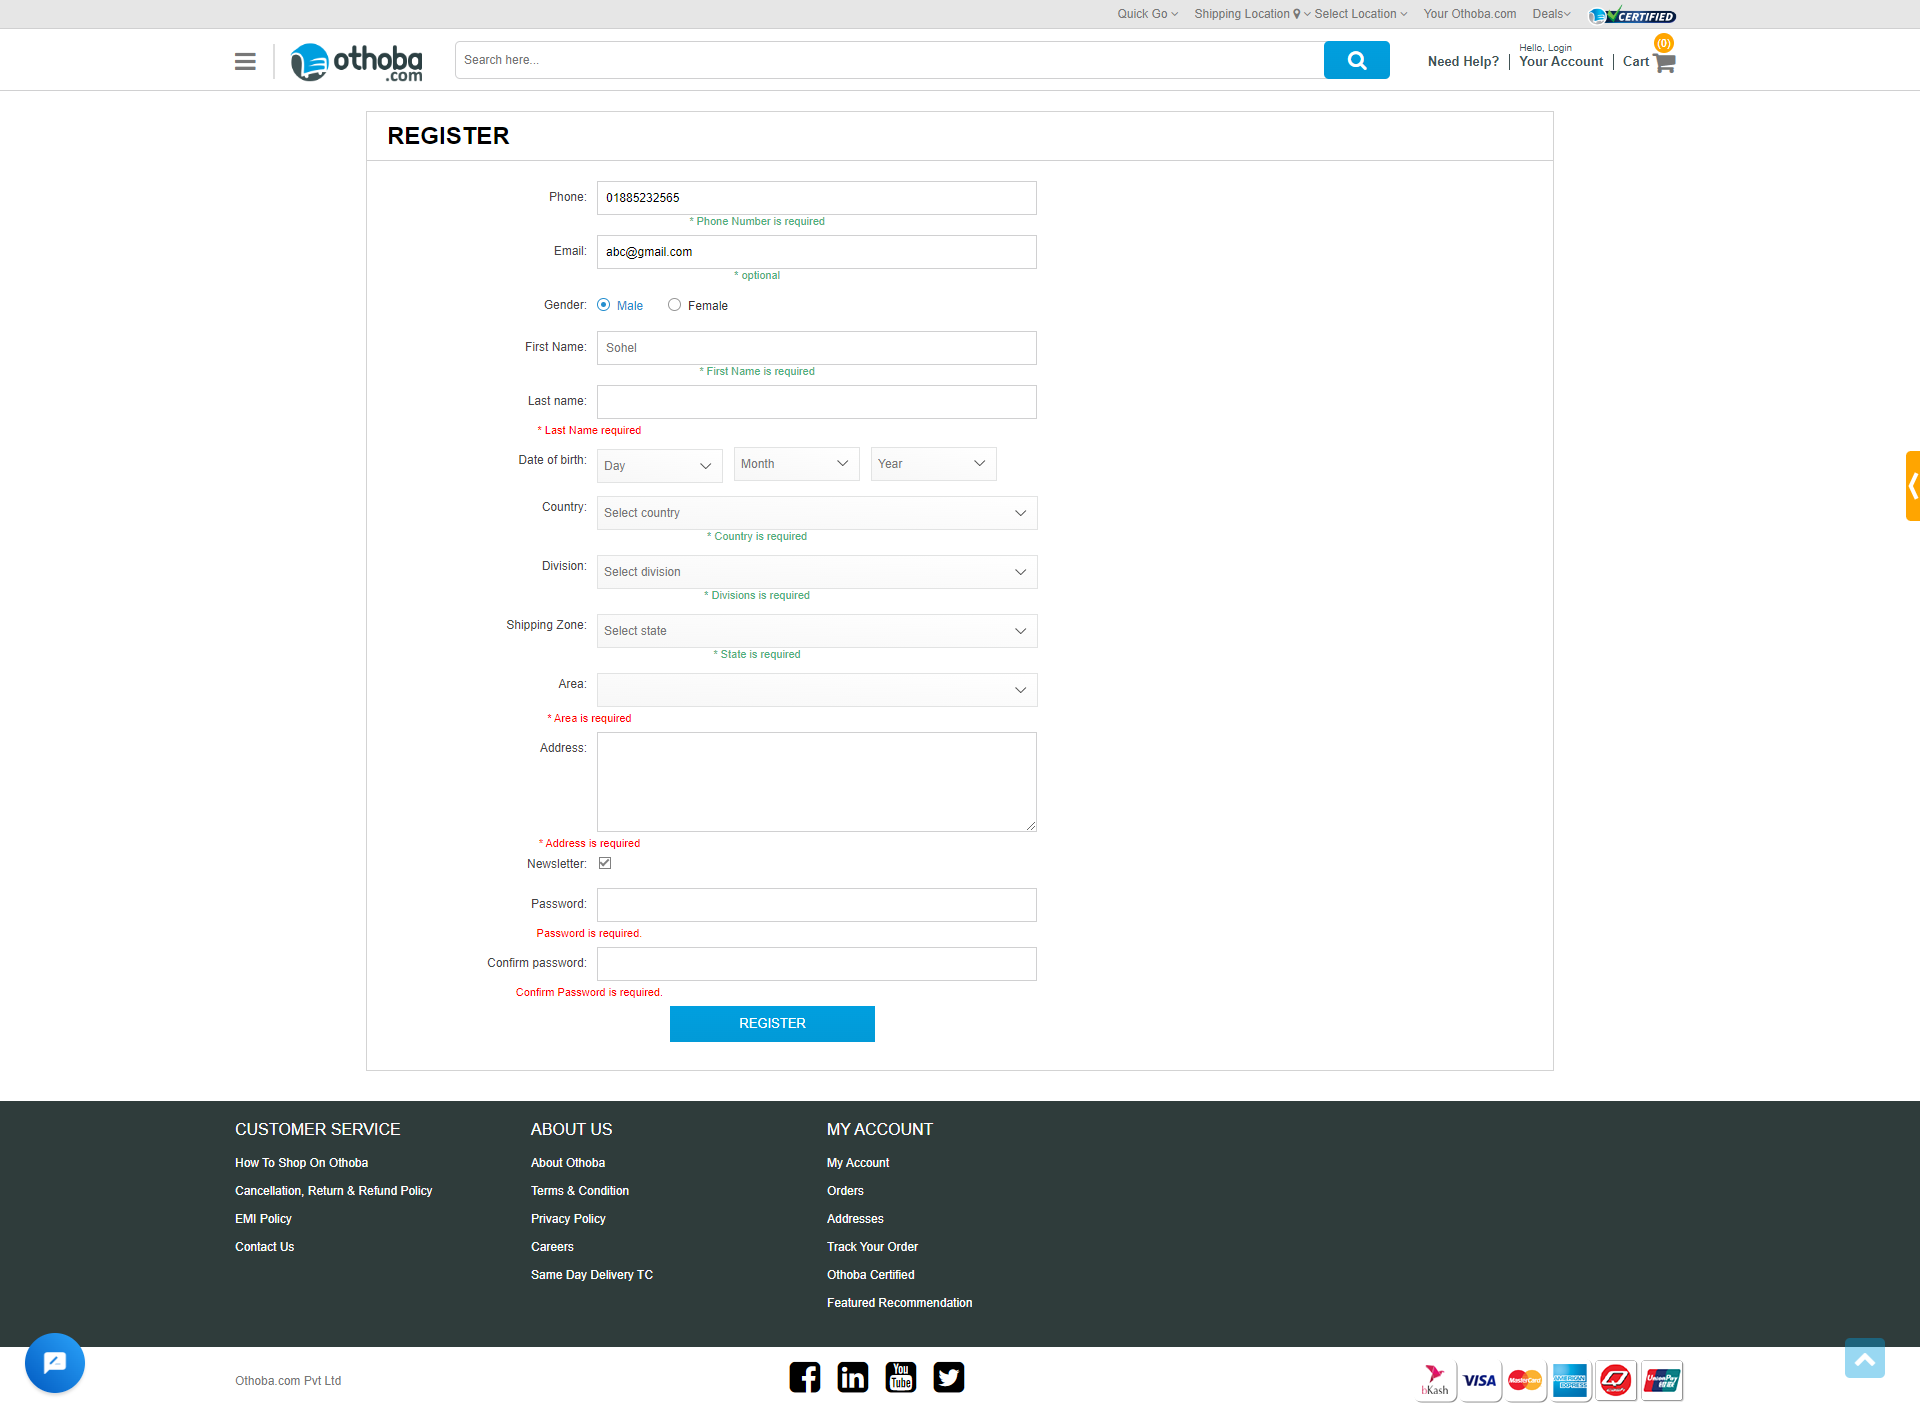 Quick Go Shipping Location Select Location Your Othoba.com Deals CERTIFIED
othoba.com
Search here...
Need Help? Hello, Login Your Account Cart (0)
REGISTER
Phone: 01885232565
* Phone Number is required
Email: abc@gmail.com
* optional
Gender: Male Female
First Name: Sohel
* First Name is required
Last name:
* Last Name required
Date of birth: Day Month Year
Country: Select country
* Country is required
Division: Select division
* Divisions is required
Shipping Zone: Select state
* State is required
Area:
* Area is required
Address:
* Address is required
Newsletter:
Password:
Password is required.
Confirm password:
Confirm Password is required.
REGISTER
CUSTOMER SERVICE
How To Shop On Othoba
Cancellation, Return & Refund Policy
EMI Policy
Contact Us
ABOUT US
About Othoba
Terms & Condition
Privacy Policy
Careers
Same Day Delivery TC
MY ACCOUNT
My Account
Orders
Addresses
Track Your Order
Othoba Certified
Featured Recommendation
Othoba.com Pvt Ltd
You Tube
bKash VISA MasterCard AMERICAN EXPRESS UnionPay